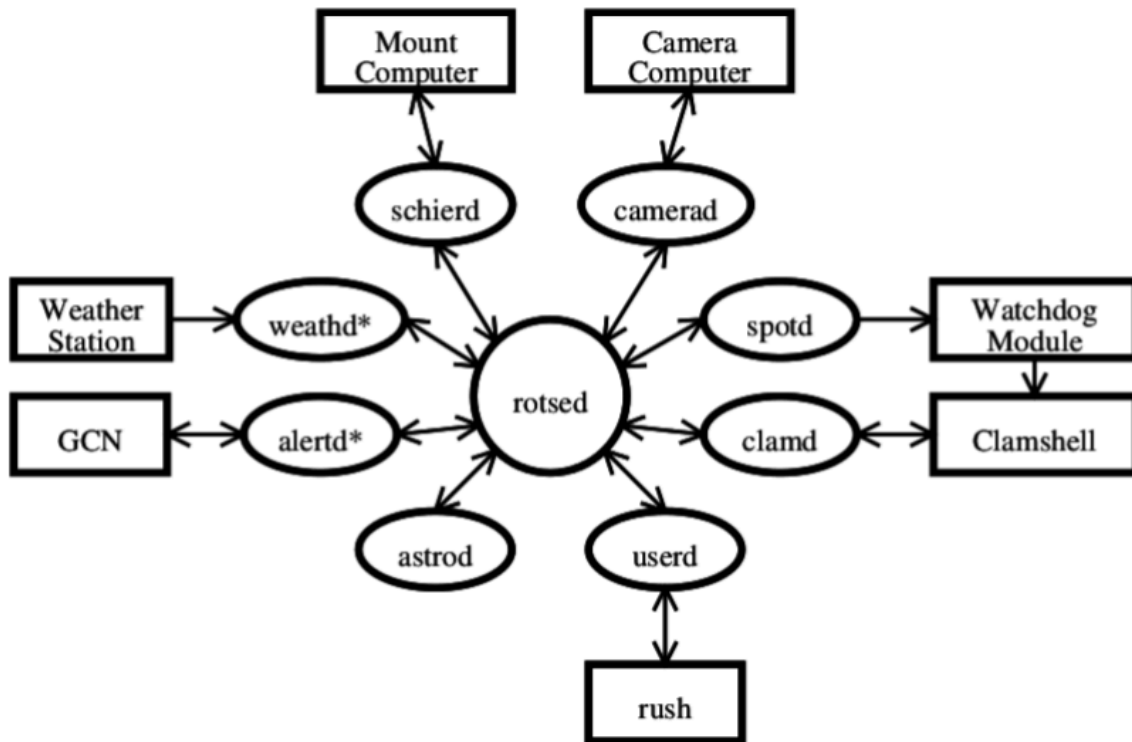 Mount
Computer
Camera
Computer
schierd
camerad
Weather
Station
weathd*
spotd
Watchdog
Module
rotsed
GCN
alertd*
clamd
Clamshell
astrod
userd
rush